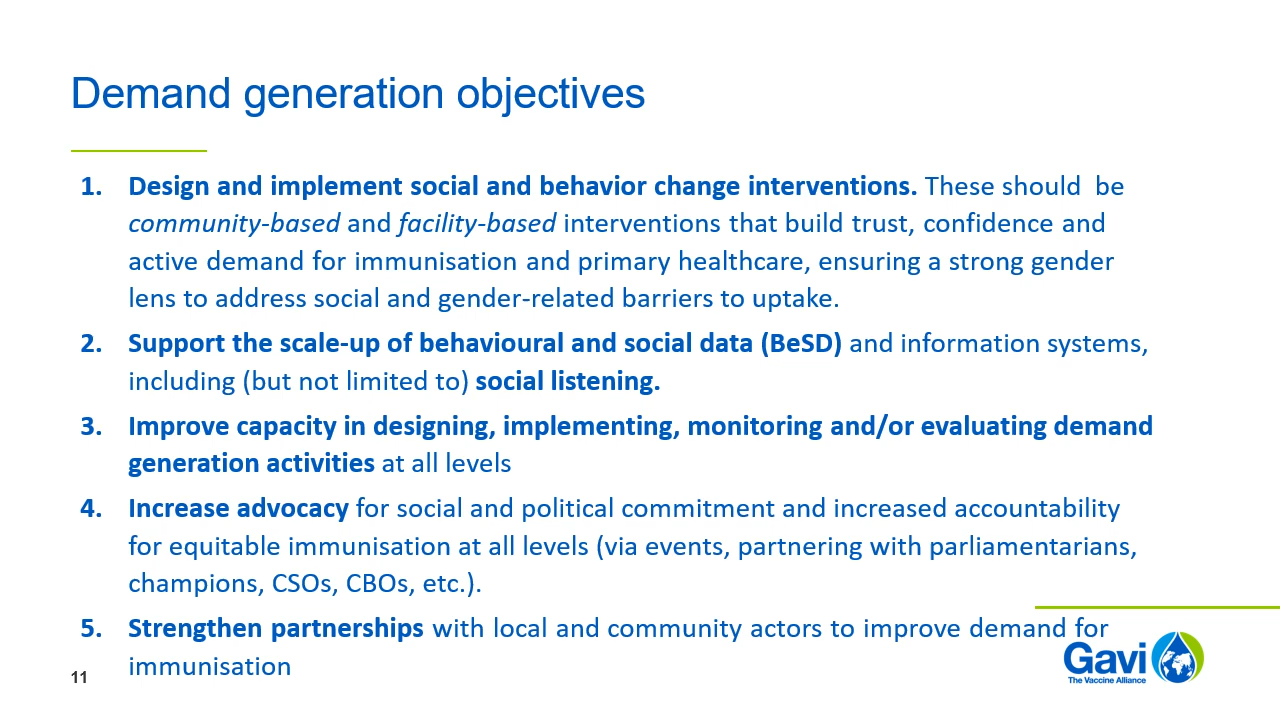 Demand generation objectives
1. Design and implement social and behavior change interventions. These should  be
community-based and facility-based interventions that build trust, confidence and
active demand for immunisation and primary healthcare, ensuring a strong gender
lens to address social and gender-related barriers to uptake.
2. Support the scale-up of behavioural and social data (BeSD) and information systems,
including (but not limited to) social listening.
3. Improve capacity in designing, implementing, monitoring and/or evaluating demand
generation activities at all levels
4. Increase advocacy for social and political commitment and increased accountability
for equitable immunisation at all levels (via events, partnering with parliamentarians,
champions, CSOs, CBOs, etc.).
5. Strengthen partnerships with local and community actors to improve demand for
immunisation
11
Gavi
The Vaccine Alliance